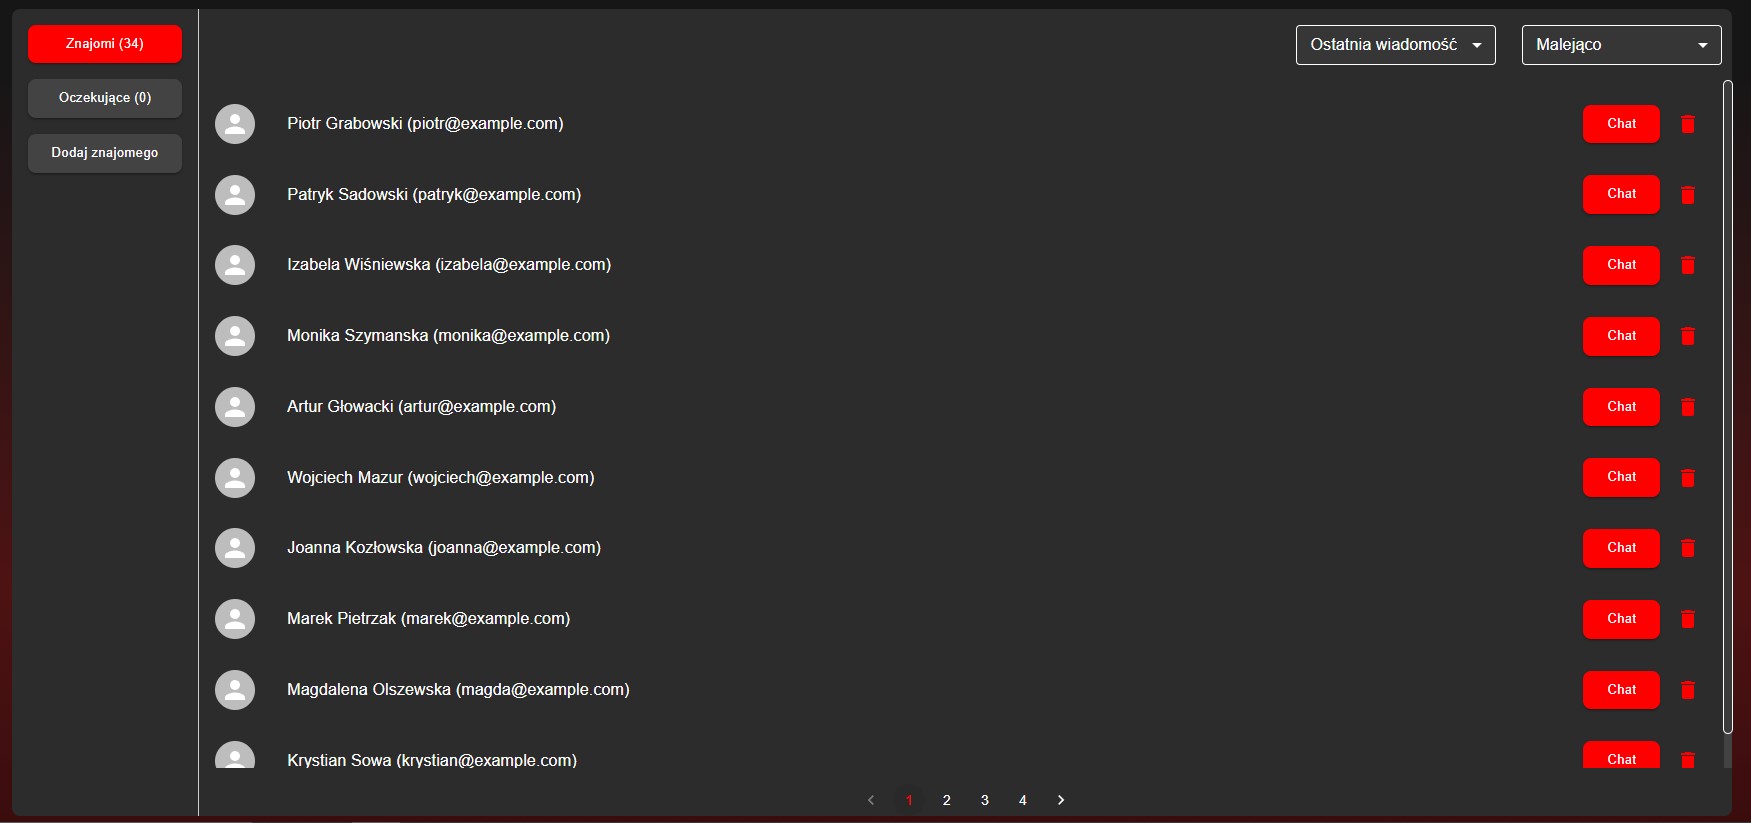 Znajomi (34)
Oczekujące (0)
Dodaj znajomego
Ostatnia wiadomość Malejąco
Piotr Grabowski (piotr@example.com) Chat
Patryk Sadowski (patryk@example.com) Chat
Izabela Wiśniewska (izabela@example.com) Chat
Monika Szymanska (monika@example.com) Chat
Artur Głowacki (artur@example.com) Chat
Wojciech Mazur (wojciech@example.com) Chat
Joanna Kozłowska (joanna@example.com) Chat
Marek Pietrzak (marek@example.com) Chat
Magdalena Olszewska (magda@example.com) Chat
Krystian Sowa (krystian@example.com) Chat
1 2 3 4